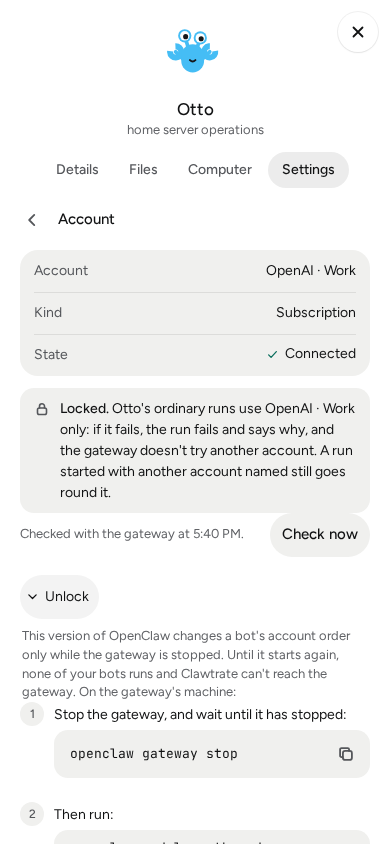 Otto
home server operations
Details Files Computer Settings
Account
Account OpenAI · Work
Kind Subscription
State Connected
Locked. Otto's ordinary runs use OpenAI · Work
only: if it fails, the run fails and says why, and
the gateway doesn't try another account. A run
started with another account named still goes
round it.
Checked with the gateway at 5:40 PM. Check now
Unlock
This version of OpenClaw changes a bot's account order
only while the gateway is stopped. Until it starts again,
none of your bots runs and Clawtrate can't reach the
gateway. On the gateway's machine:
1 Stop the gateway, and wait until it has stopped:
openclaw gateway stop
2 Then run: